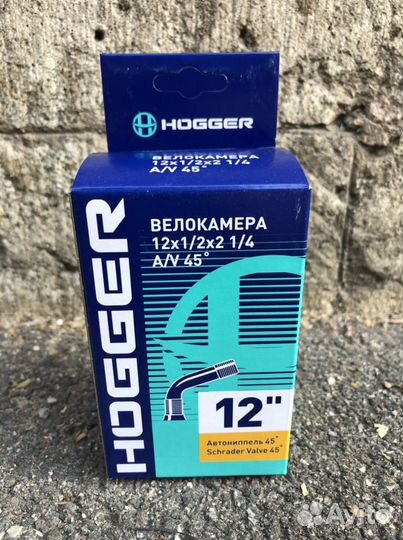 HOGGER
ВЕЛОКАМЕРА
12x1/2x2 1/4
A/V 45°
HOGGER
ВЕЛОКАМЕРА
12x1/2x2 1/4
A/V 45°
12"
Автониппель 45°
Schrader Valve 45°
Avito